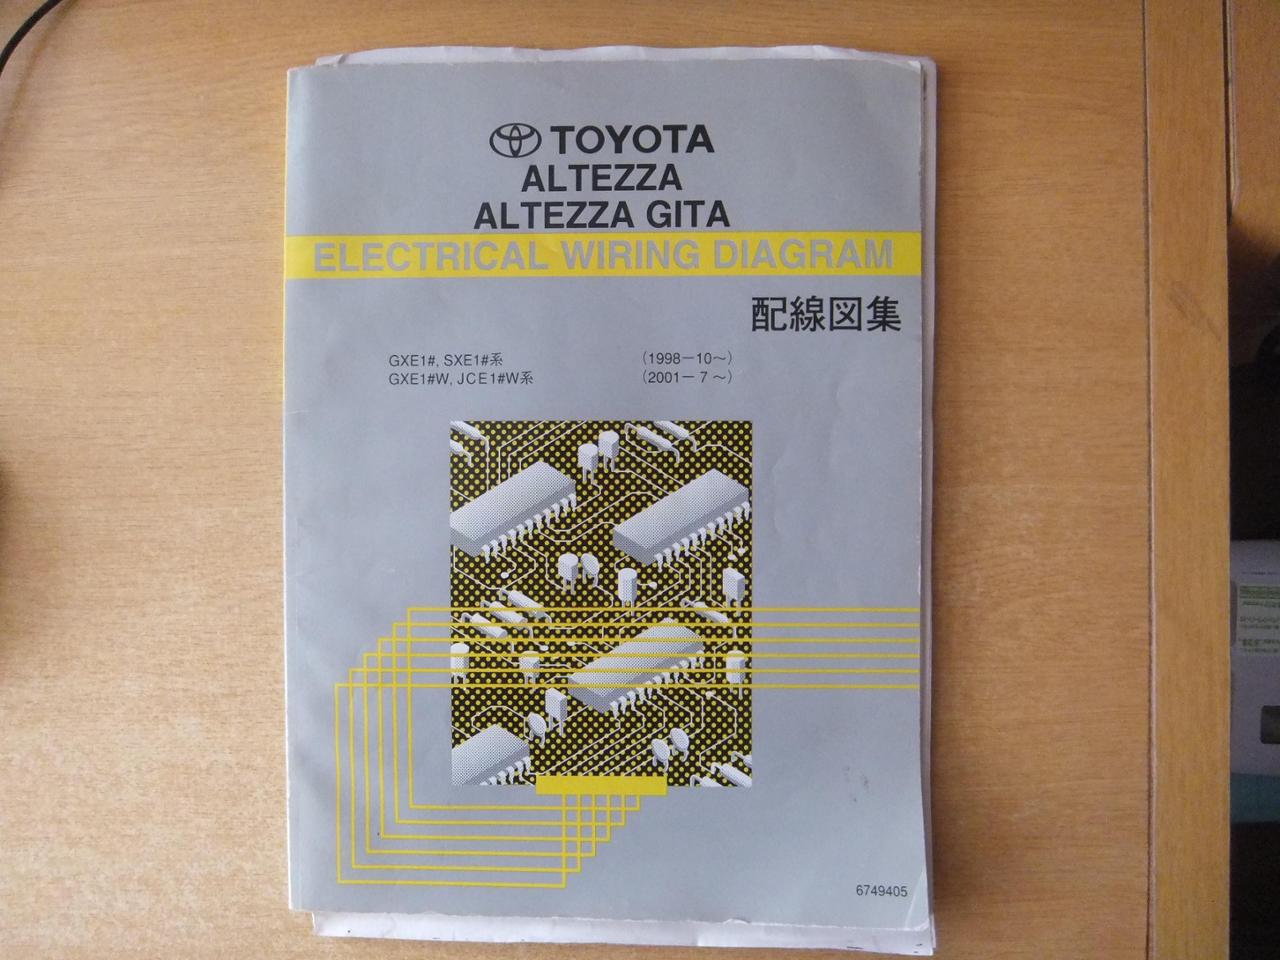 TOYOTA
ALTEZZA
ALTEZZA GITA
ELECTRICAL WIRING DIAGRAM
配線図集
GXE1#, SXE1#系 (1998－10～)
GXE1#W, JCE1#W系 (2001－ 7 ～)
6749405